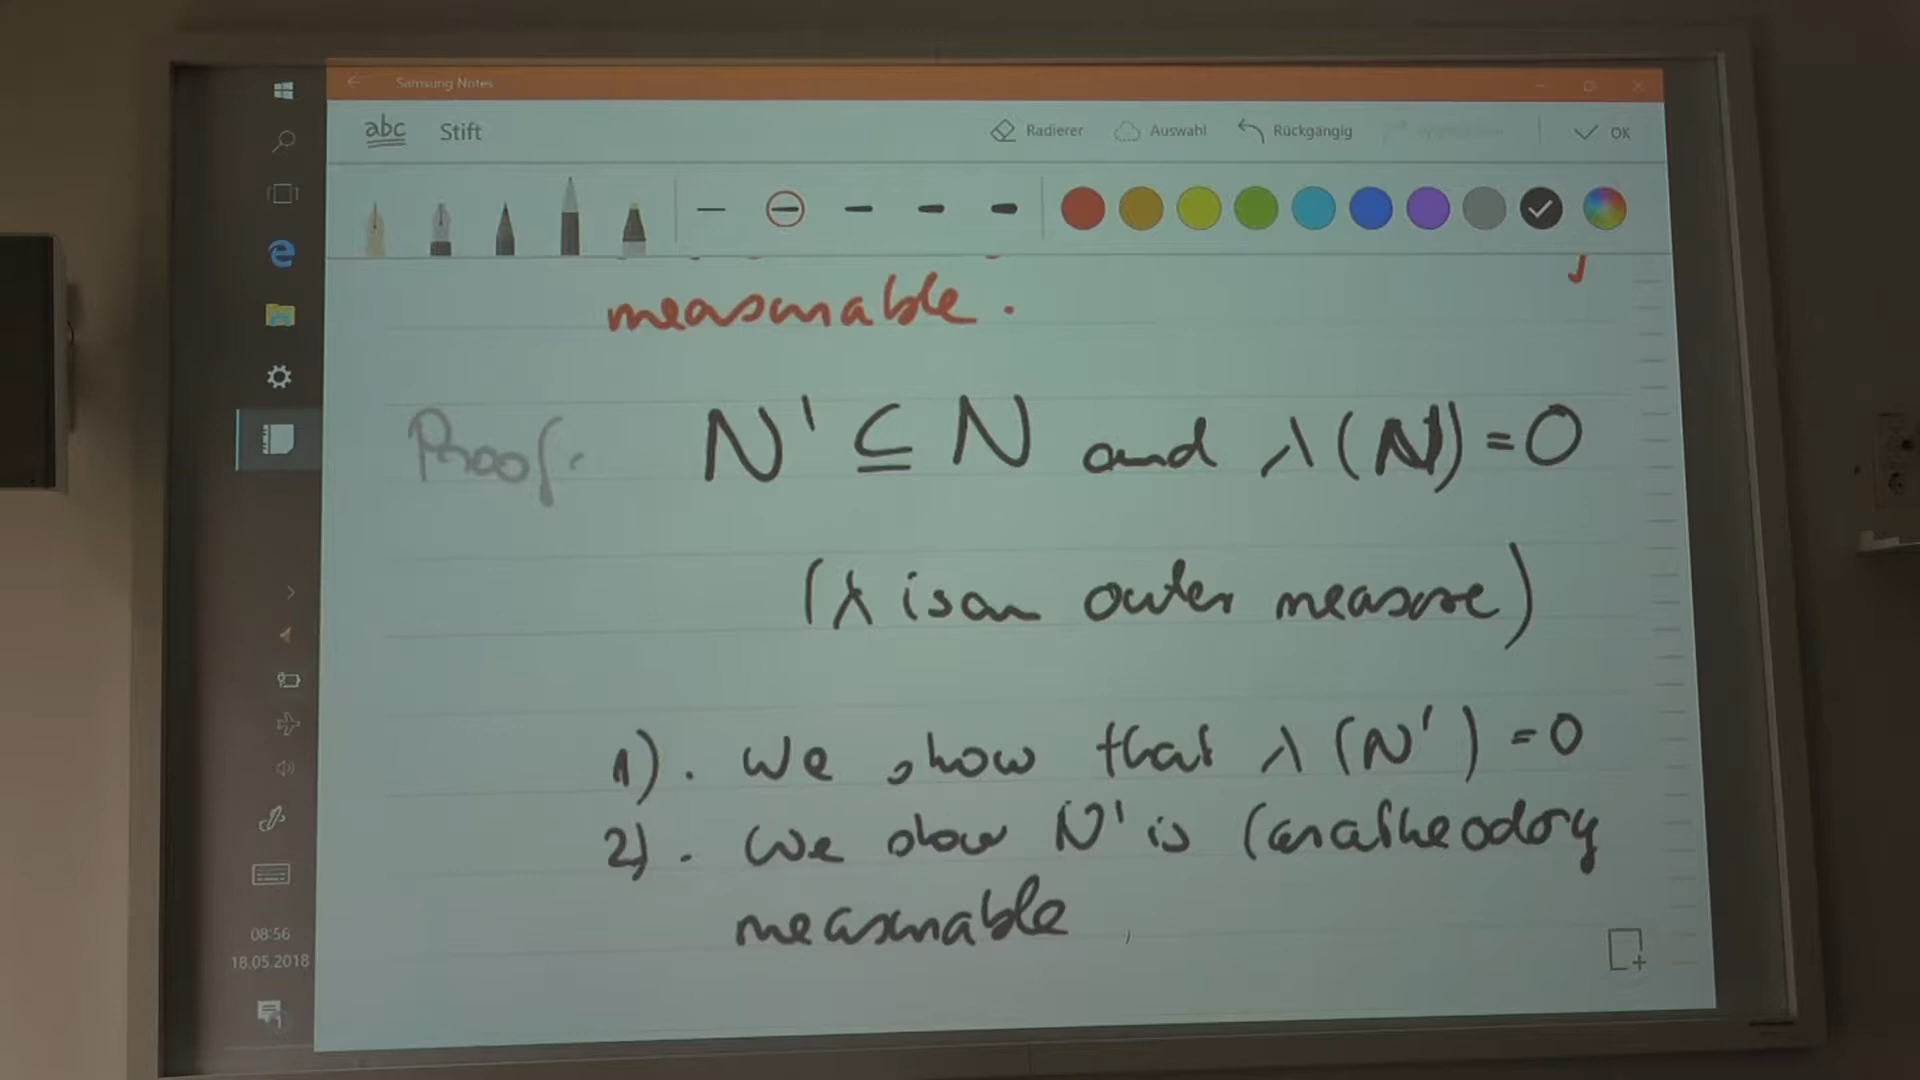 Samsung Notes
abc Stift Radierer Auswahl Rückgängig OK
measurable.
Proof: N' ⊆ N and λ(N) = 0
(λ is an outer measure)
1). We show that λ(N') = 0
2). We show N' is Caratheodory
measurable
08:56
18.05.2018